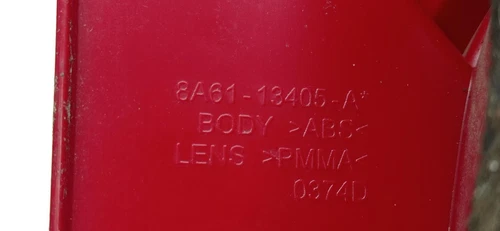 8A61-13405-A*
BODY >ABS<
LENS >PMMA<
0374D